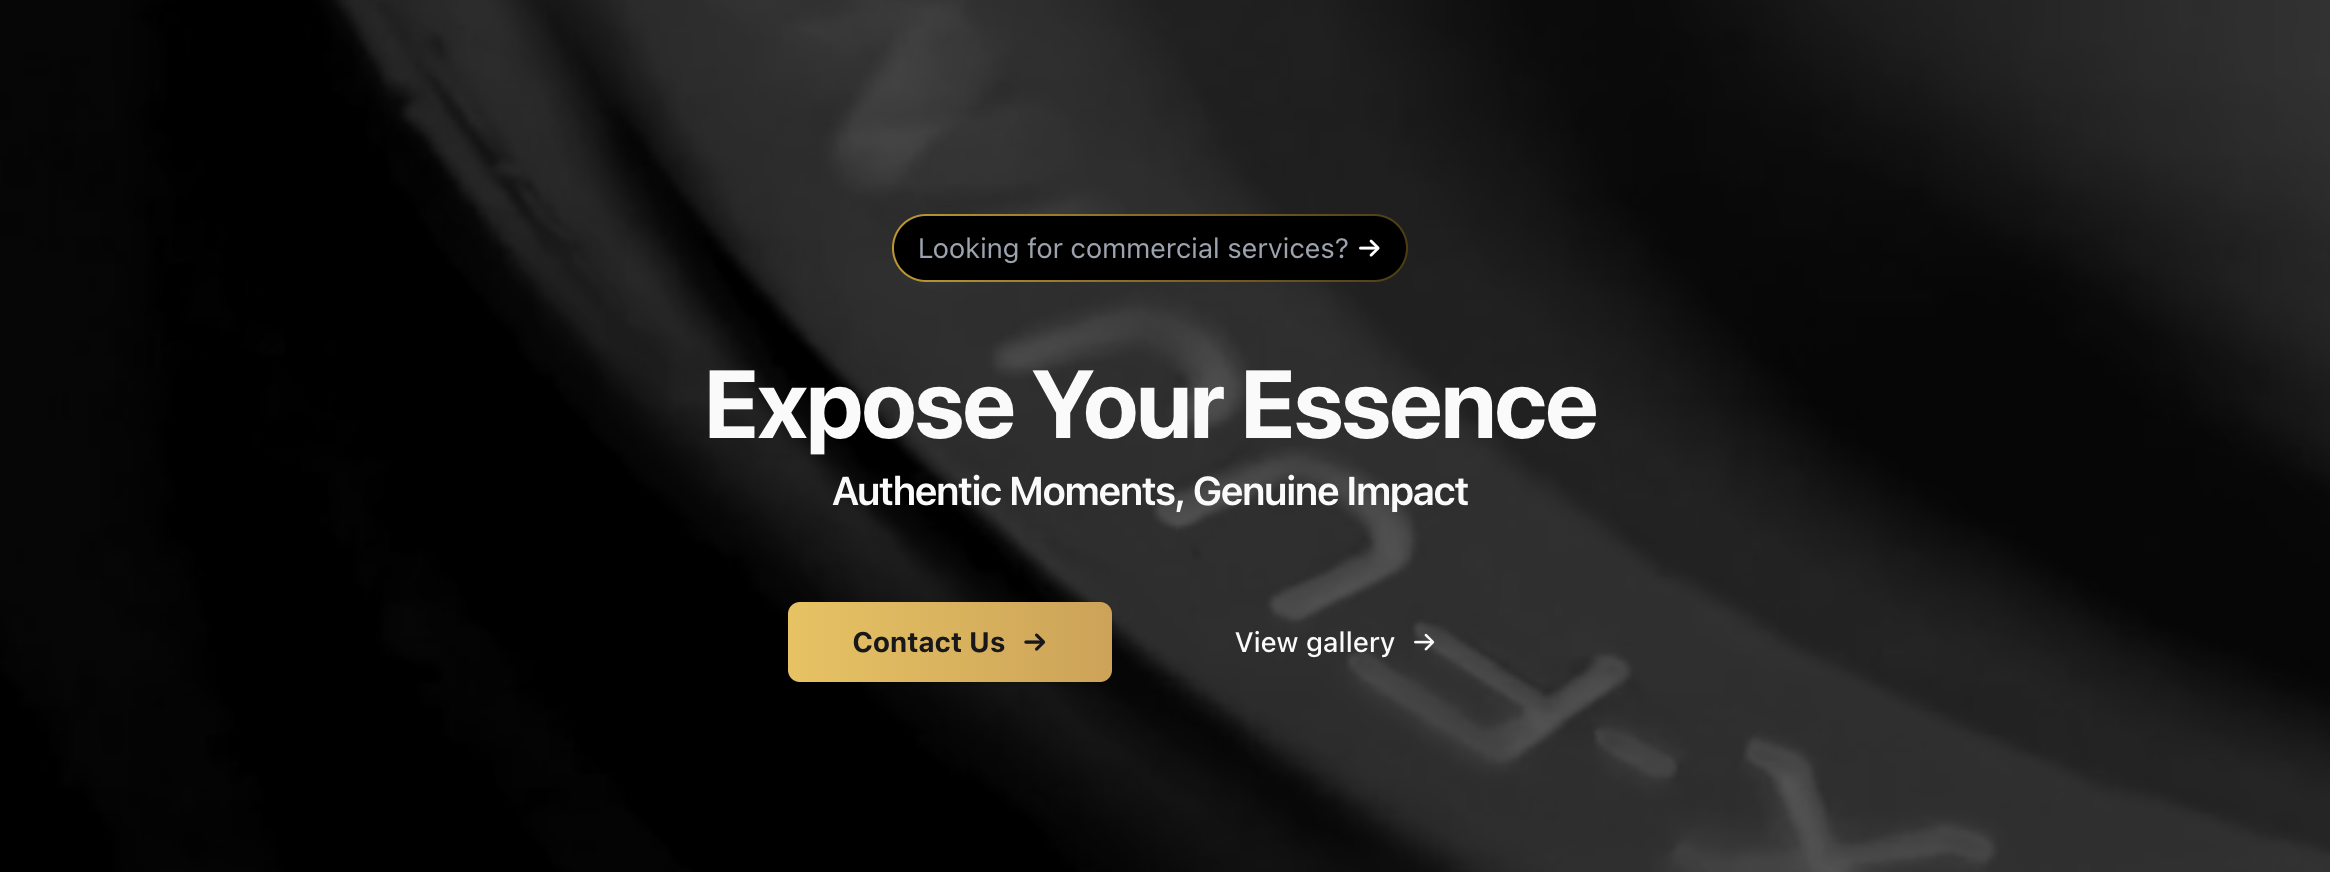 Looking for commercial services? →
Expose Your Essence
Authentic Moments, Genuine Impact
Contact Us →
View gallery →